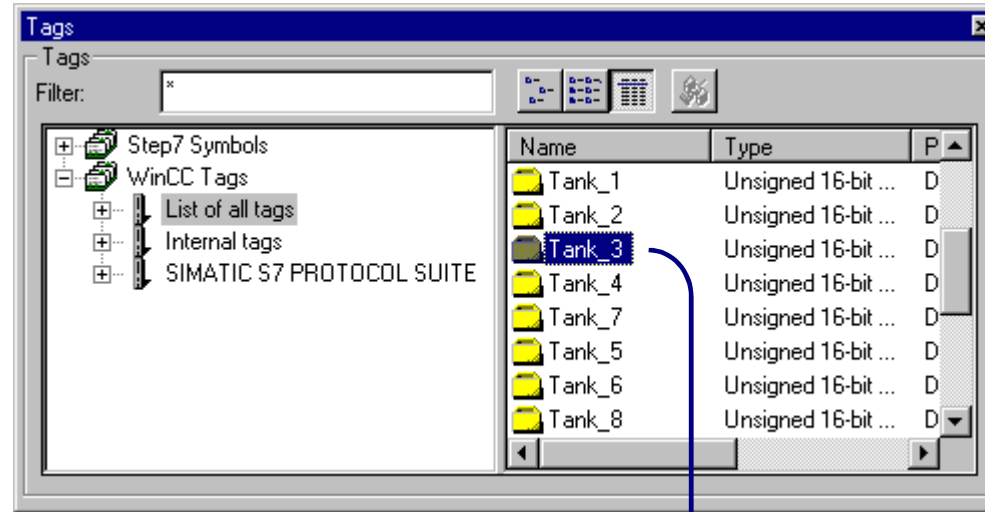 Tags
Tags
Filter: *
Step7 Symbols
WinCC Tags
List of all tags
Internal tags
SIMATIC S7 PROTOCOL SUITE
Name Type P
Tank_1 Unsigned 16-bit ... D
Tank_2 Unsigned 16-bit ... D
Tank_3 Unsigned 16-bit ... D
Tank_4 Unsigned 16-bit ... D
Tank_7 Unsigned 16-bit ... D
Tank_5 Unsigned 16-bit ... D
Tank_6 Unsigned 16-bit ... D
Tank_8 Unsigned 16-bit ... D